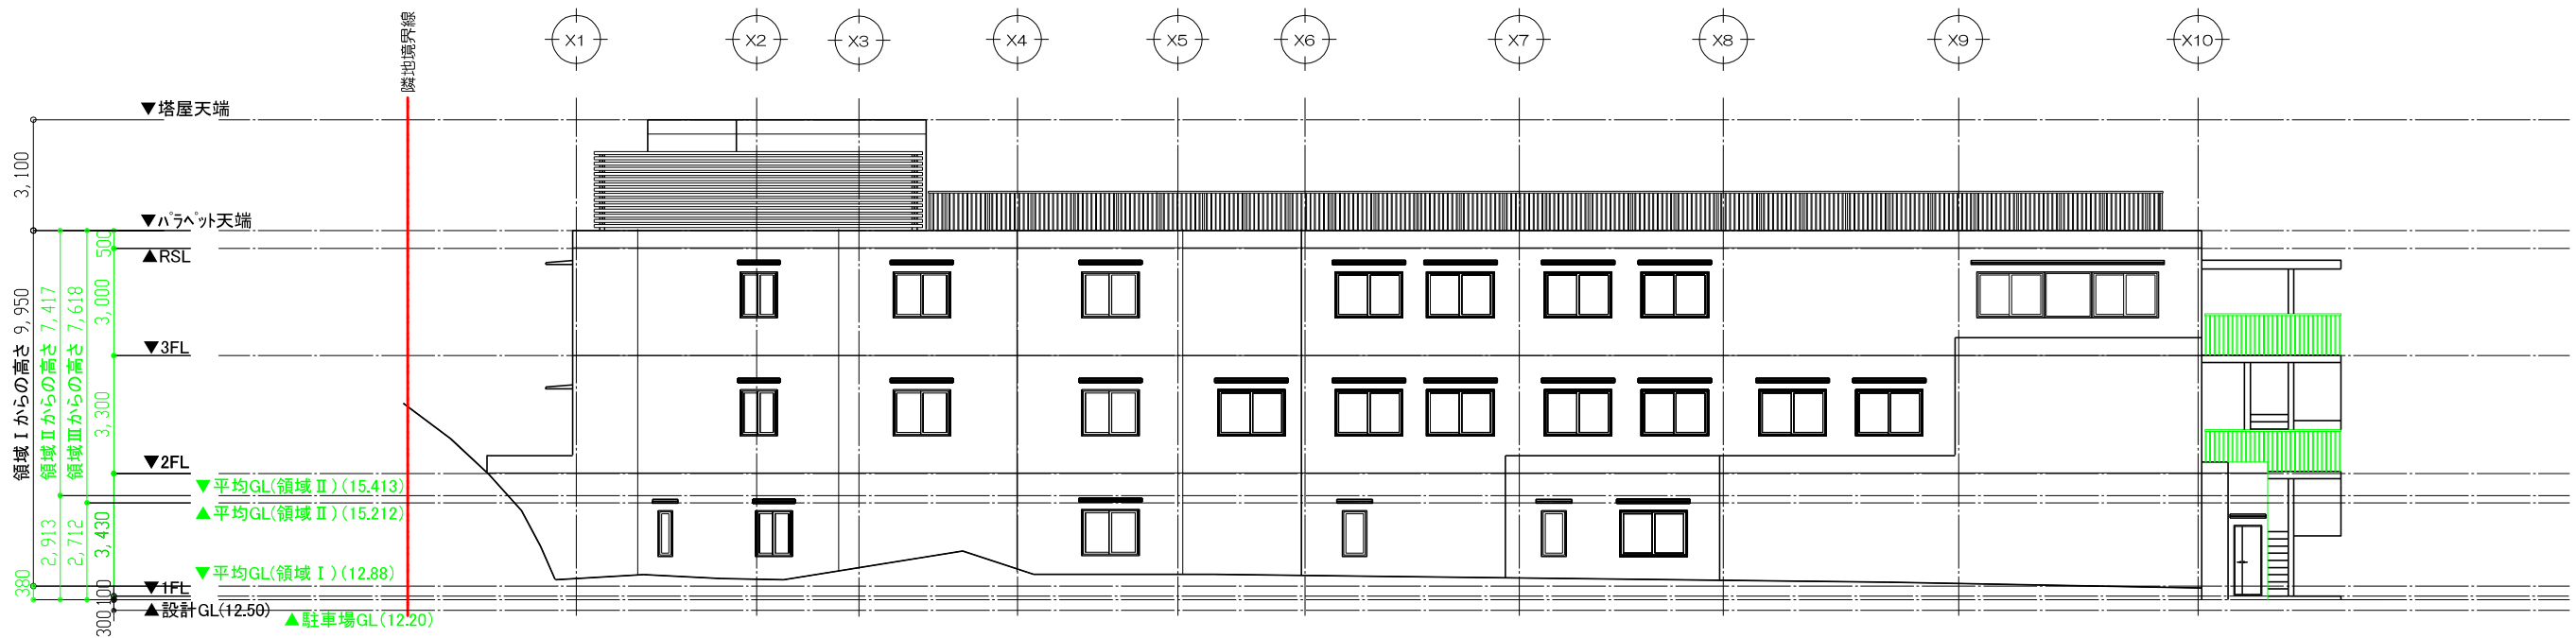 隣地境界線
X1
X2
X3
X4
X5
X6
X7
X8
X9
X10
▼塔屋天端
3,100
▼パラペット天端
500
▲RSL
領域Ⅰからの高さ 9,950
領域Ⅱからの高さ 7,417
領域Ⅲからの高さ 7,618
3,000
▼3FL
3,300
▼2FL
▼平均GL(領域Ⅱ)(15.413)
▲平均GL(領域Ⅱ)(15.212)
2,913
2,712
3,430
▼平均GL(領域Ⅰ)(12.88)
380
▼1FL
100
▲設計GL(12.50)
300
▲駐車場GL(12.20)